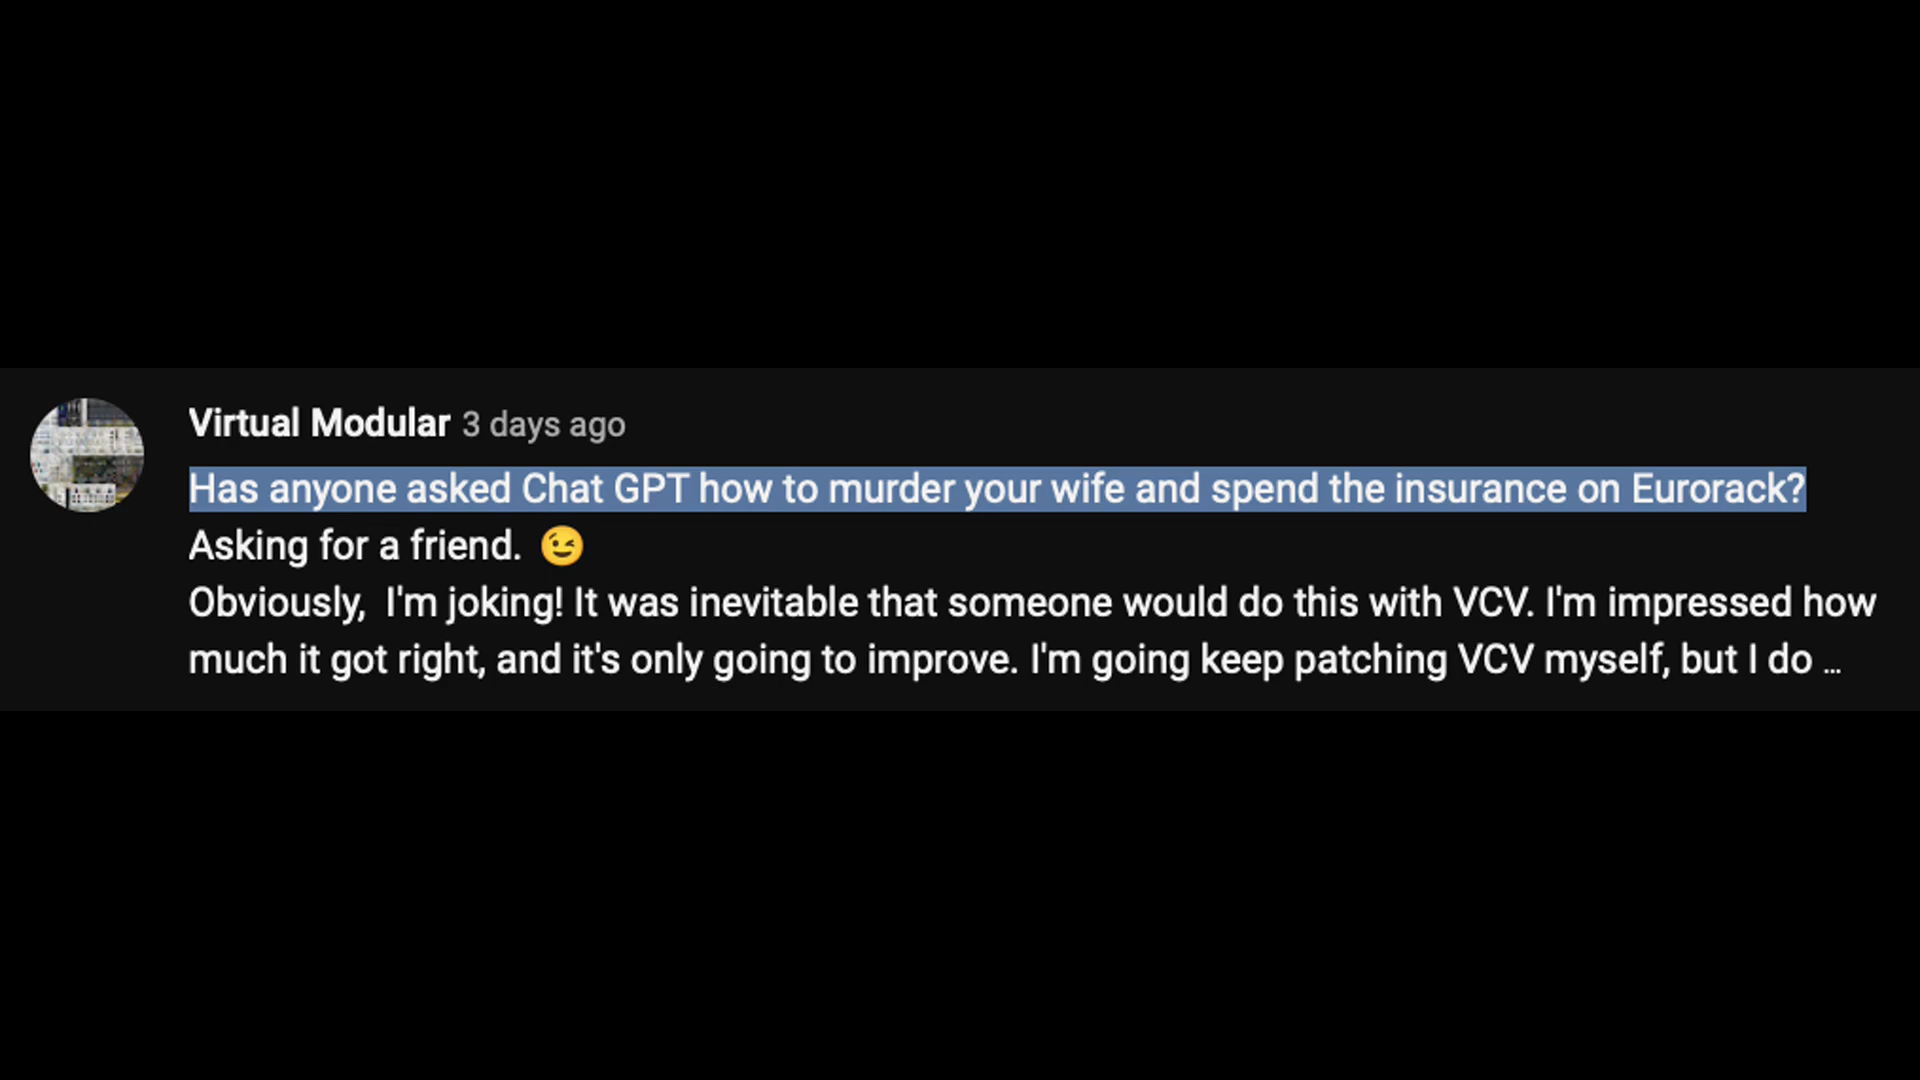 Virtual Modular 3 days ago
Has anyone asked Chat GPT how to murder your wife and spend the insurance on Eurorack?
Asking for a friend. 😉
Obviously,  I'm joking! It was inevitable that someone would do this with VCV. I'm impressed how
much it got right, and it's only going to improve. I'm going keep patching VCV myself, but I do ...